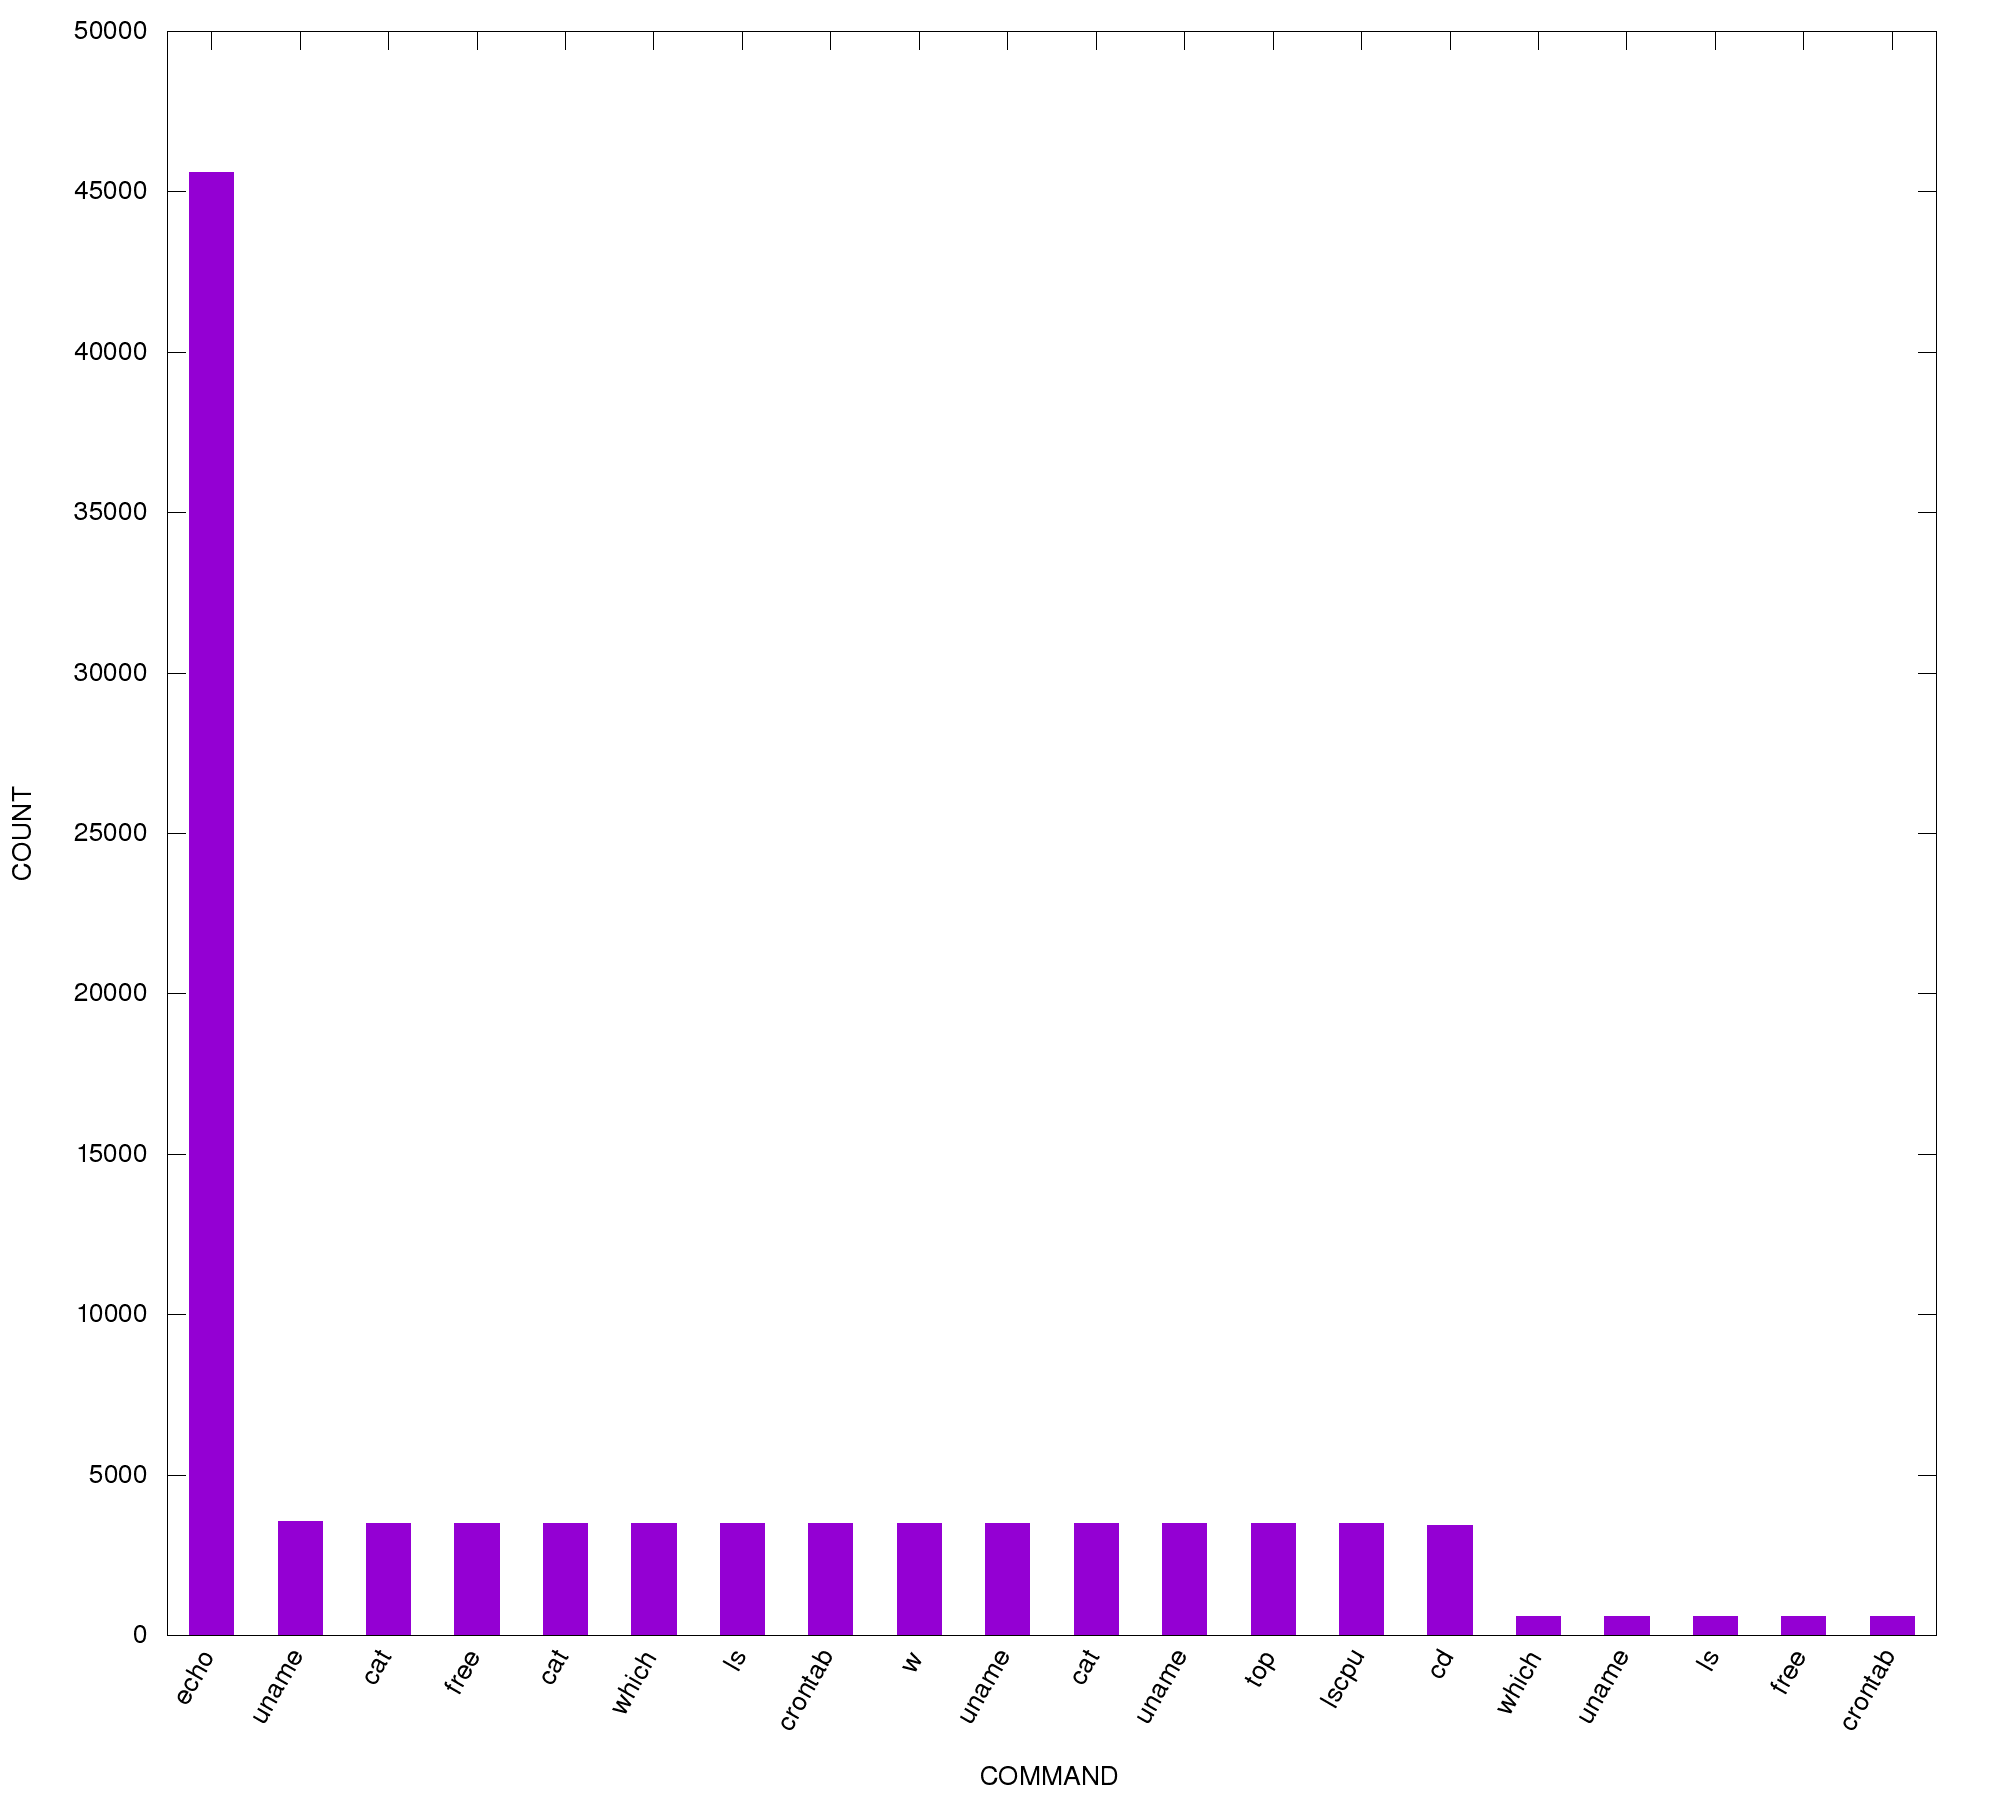 50000
45000
40000
35000
30000
25000
20000
15000
10000
5000
0
COUNT
echo
uname
cat
free
cat
which
ls
crontab
w
uname
cat
uname
top
lscpu
cd
which
uname
ls
free
crontab
COMMAND